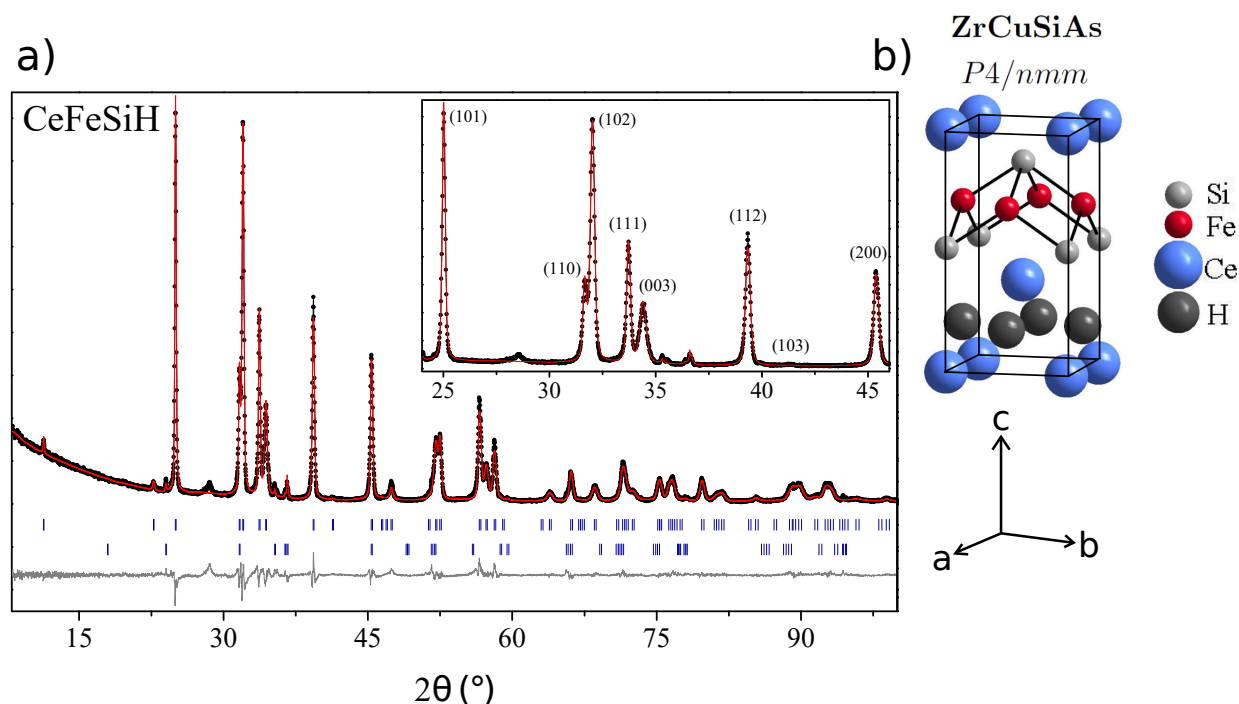 a)
CeFeSiH
(101)
(102)
(110)
(111)
(003)
(112)
(103)
(200)
25 30 35 40 45
15 30 45 60 75 90
2θ (°)
b)
ZrCuSiAs
P4/nmm
Si
Fe
Ce
H
c
a
b